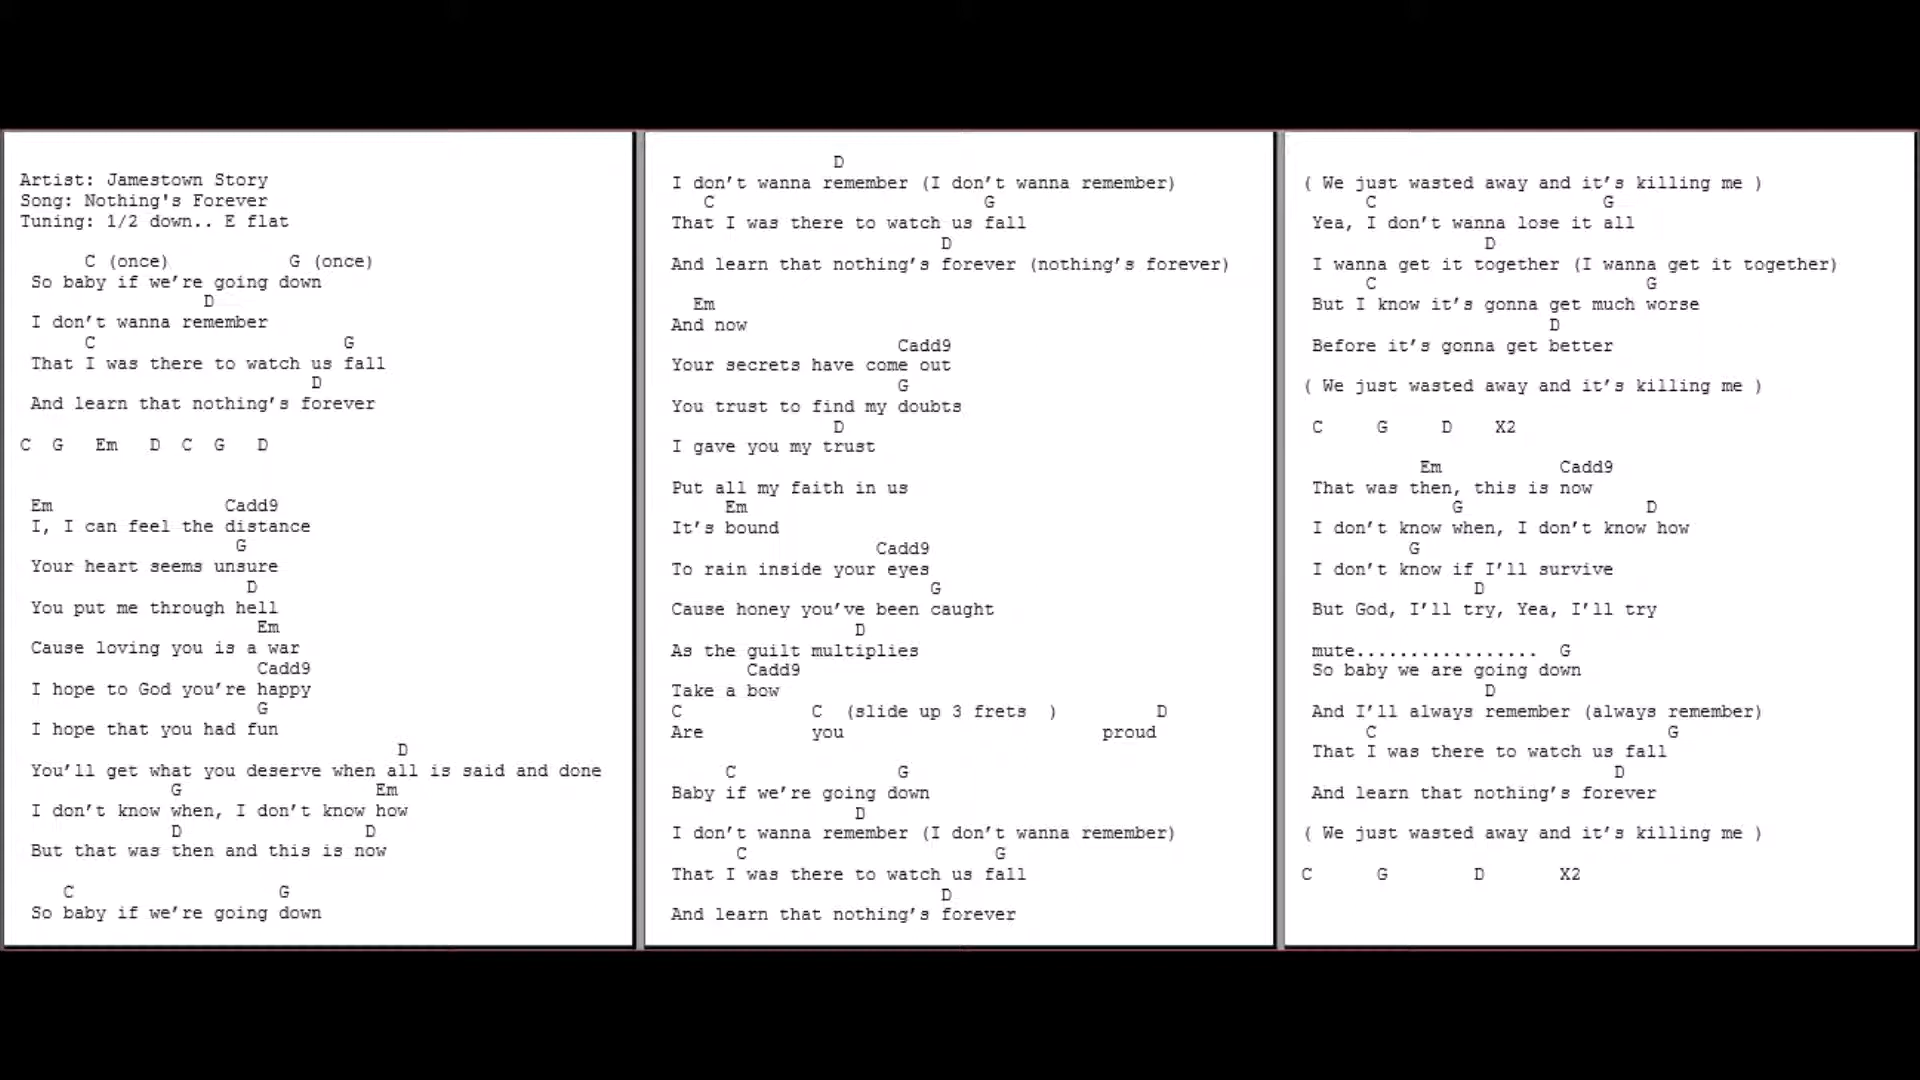 Artist: Jamestown Story
Song: Nothing's Forever
Tuning: 1/2 down.. E flat
C (once) G (once)
So baby if we’re going down
D
I don’t wanna remember
C G
That I was there to watch us fall
D
And learn that nothing’s forever
C G Em D C G D
Em Cadd9
I, I can feel the distance
G
Your heart seems unsure
D
You put me through hell
Em
Cause loving you is a war
Cadd9
I hope to God you’re happy
G
I hope that you had fun
D
You’ll get what you deserve when all is said and done
G Em
I don’t know when, I don’t know how
D D
But that was then and this is now
C G
So baby if we’re going down
D
I don’t wanna remember (I don’t wanna remember)
C G
That I was there to watch us fall
D
And learn that nothing’s forever (nothing’s forever)
Em
And now
Cadd9
Your secrets have come out
G
You trust to find my doubts
D
I gave you my trust
Put all my faith in us
Em
It’s bound
Cadd9
To rain inside your eyes
G
Cause honey you’ve been caught
D
As the guilt multiplies
Cadd9
Take a bow
C C (slide up 3 frets ) D
Are you proud
C G
Baby if we’re going down
D
I don’t wanna remember (I don’t wanna remember)
C G
That I was there to watch us fall
D
And learn that nothing’s forever
( We just wasted away and it’s killing me )
C G
Yea, I don’t wanna lose it all
D
I wanna get it together (I wanna get it together)
C G
But I know it’s gonna get much worse
D
Before it’s gonna get better
( We just wasted away and it’s killing me )
C G D X2
Em Cadd9
That was then, this is now
G D
I don’t know when, I don’t know how
G
I don’t know if I’ll survive
D
But God, I’ll try, Yea, I’ll try
mute................. G
So baby we are going down
D
And I’ll always remember (always remember)
C G
That I was there to watch us fall
D
And learn that nothing’s forever
( We just wasted away and it’s killing me )
C G D X2